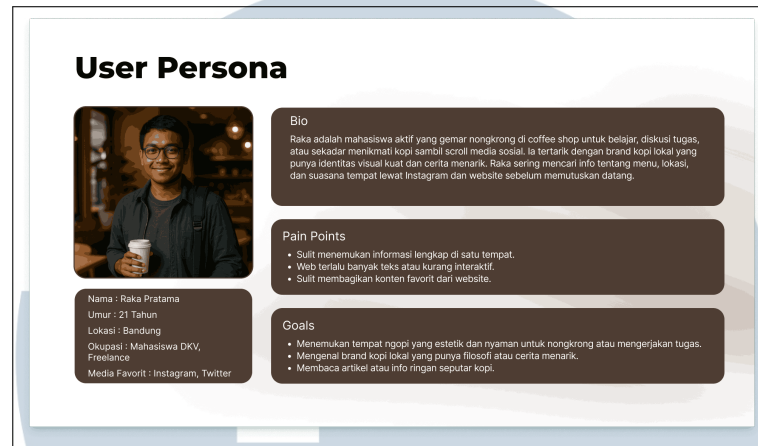 User Persona
Bio
Raka adalah mahasiswa aktif yang gemar nongkrong di coffee shop untuk belajar, diskusi tugas,
atau sekadar menikmati kopi sambil scroll media sosial. Ia tertarik dengan brand kopi lokal yang
punya identitas visual kuat dan cerita menarik. Raka sering mencari info tentang menu, lokasi,
dan suasana tempat lewat Instagram dan website sebelum memutuskan datang.
Pain Points
• Sulit menemukan informasi lengkap di satu tempat.
• Web terlalu banyak teks atau kurang interaktif.
• Sulit membagikan konten favorit dari website.
Nama : Raka Pratama
Umur : 21 Tahun
Lokasi : Bandung
Okupasi : Mahasiswa DKV,
Freelance
Media Favorit : Instagram, Twitter
Goals
• Menemukan tempat ngopi yang estetik dan nyaman untuk nongkrong atau mengerjakan tugas.
• Mengenal brand kopi lokal yang punya filosofi atau cerita menarik.
• Membaca artikel atau info ringan seputar kopi.